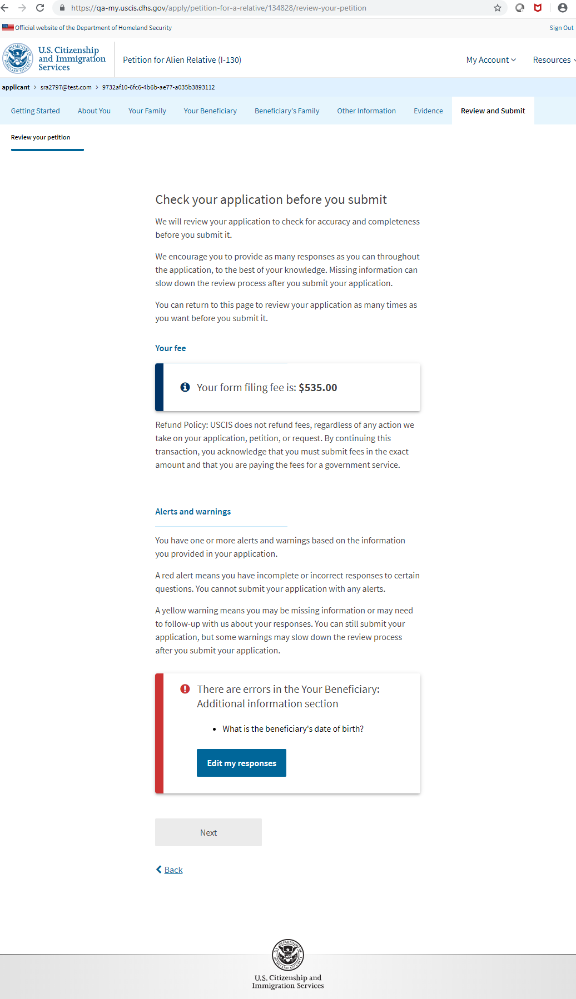 https://qa-my.uscis.dhs.gov/apply/petition-for-a-relative/134828/review-your-petition
Official website of the Department of Homeland Security
Sign Out
U.S. Citizenship
and Immigration
Services
Petition for Alien Relative (I-130)
My Account
Resources
applicant > sra2797@test.com > 9732af10-6fc6-4b6b-ae77-a035b3893112
Getting Started
About You
Your Family
Your Beneficiary
Beneficiary's Family
Other Information
Evidence
Review and Submit
Review your petition
Check your application before you submit
We will review your application to check for accuracy and completeness
before you submit it.
We encourage you to provide as many responses as you can throughout
the application, to the best of your knowledge. Missing information can
slow down the review process after you submit your application.
You can return to this page to review your application as many times as
you want before you submit it.
Your fee
Your form filing fee is: $535.00
Refund Policy: USCIS does not refund fees, regardless of any action we
take on your application, petition, or request. By continuing this
transaction, you acknowledge that you must submit fees in the exact
amount and that you are paying the fees for a government service.
Alerts and warnings
You have one or more alerts and warnings based on the information
you provided in your application.
A red alert means you have incomplete or incorrect responses to certain
questions. You cannot submit your application with any alerts.
A yellow warning means you may be missing information or may need
to follow-up with us about your responses. You can still submit your
application, but some warnings may slow down the review process
after you submit your application.
There are errors in the Your Beneficiary:
Additional information section
• What is the beneficiary's date of birth?
Edit my responses
Next
Back
U.S. Citizenship and
Immigration Services